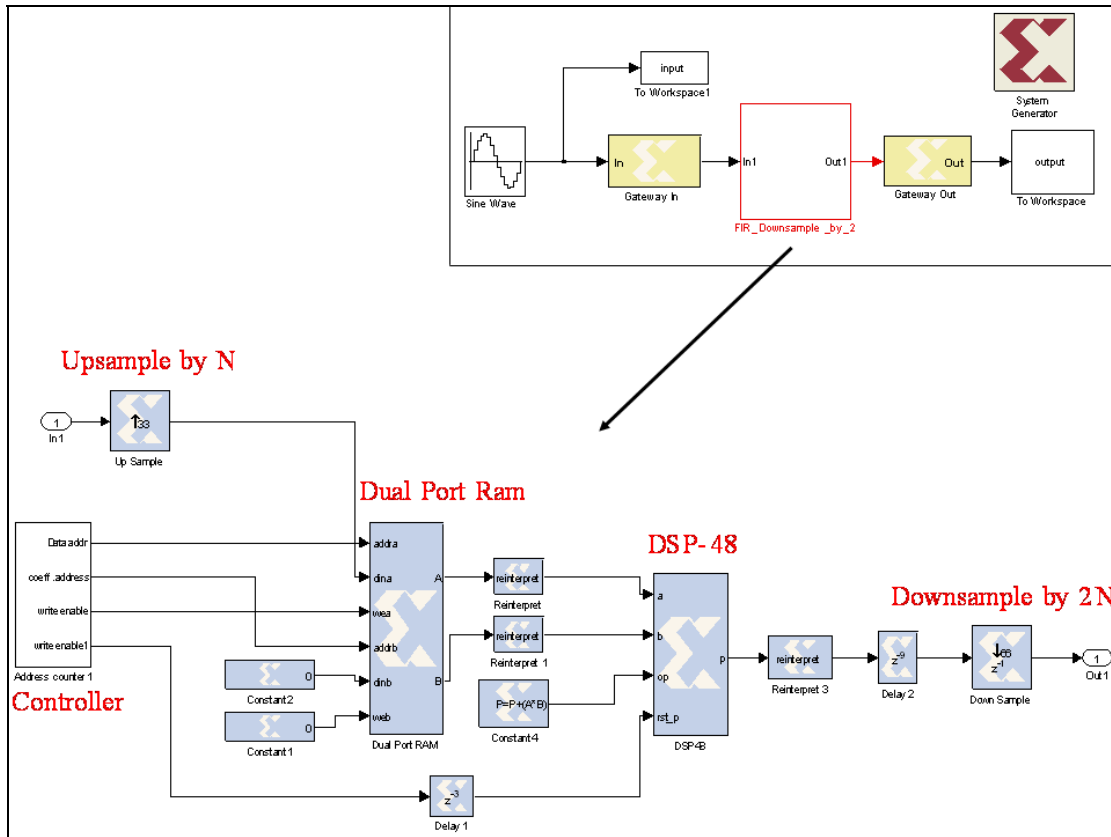 input
To Workspace1
System
Generator
In
In1
Out1
Out
output
Sine Wave
Gateway In
Gateway Out
To Workspace
FIR_Downsample _by_2
Upsample by N
1
In1
↑33
Up Sample
Dual Port Ram
DSP-48
Downsample by 2N
Data addr
coeff .address
write enable
write enable1
Address counter 1
Controller
addra
dina
wea
addrb
dinb
web
A
B
Dual Port RAM
0
Constant2
0
Constant1
reinterpret
Reinterpret
reinterpret
Reinterpret 1
P=P+(A*B)
Constant4
a
b
op
rst_p
p
DSP48
reinterpret
Reinterpret 3
z-9
Delay 2
↓66
z-1
Down Sample
1
Out1
z-3
Delay 1